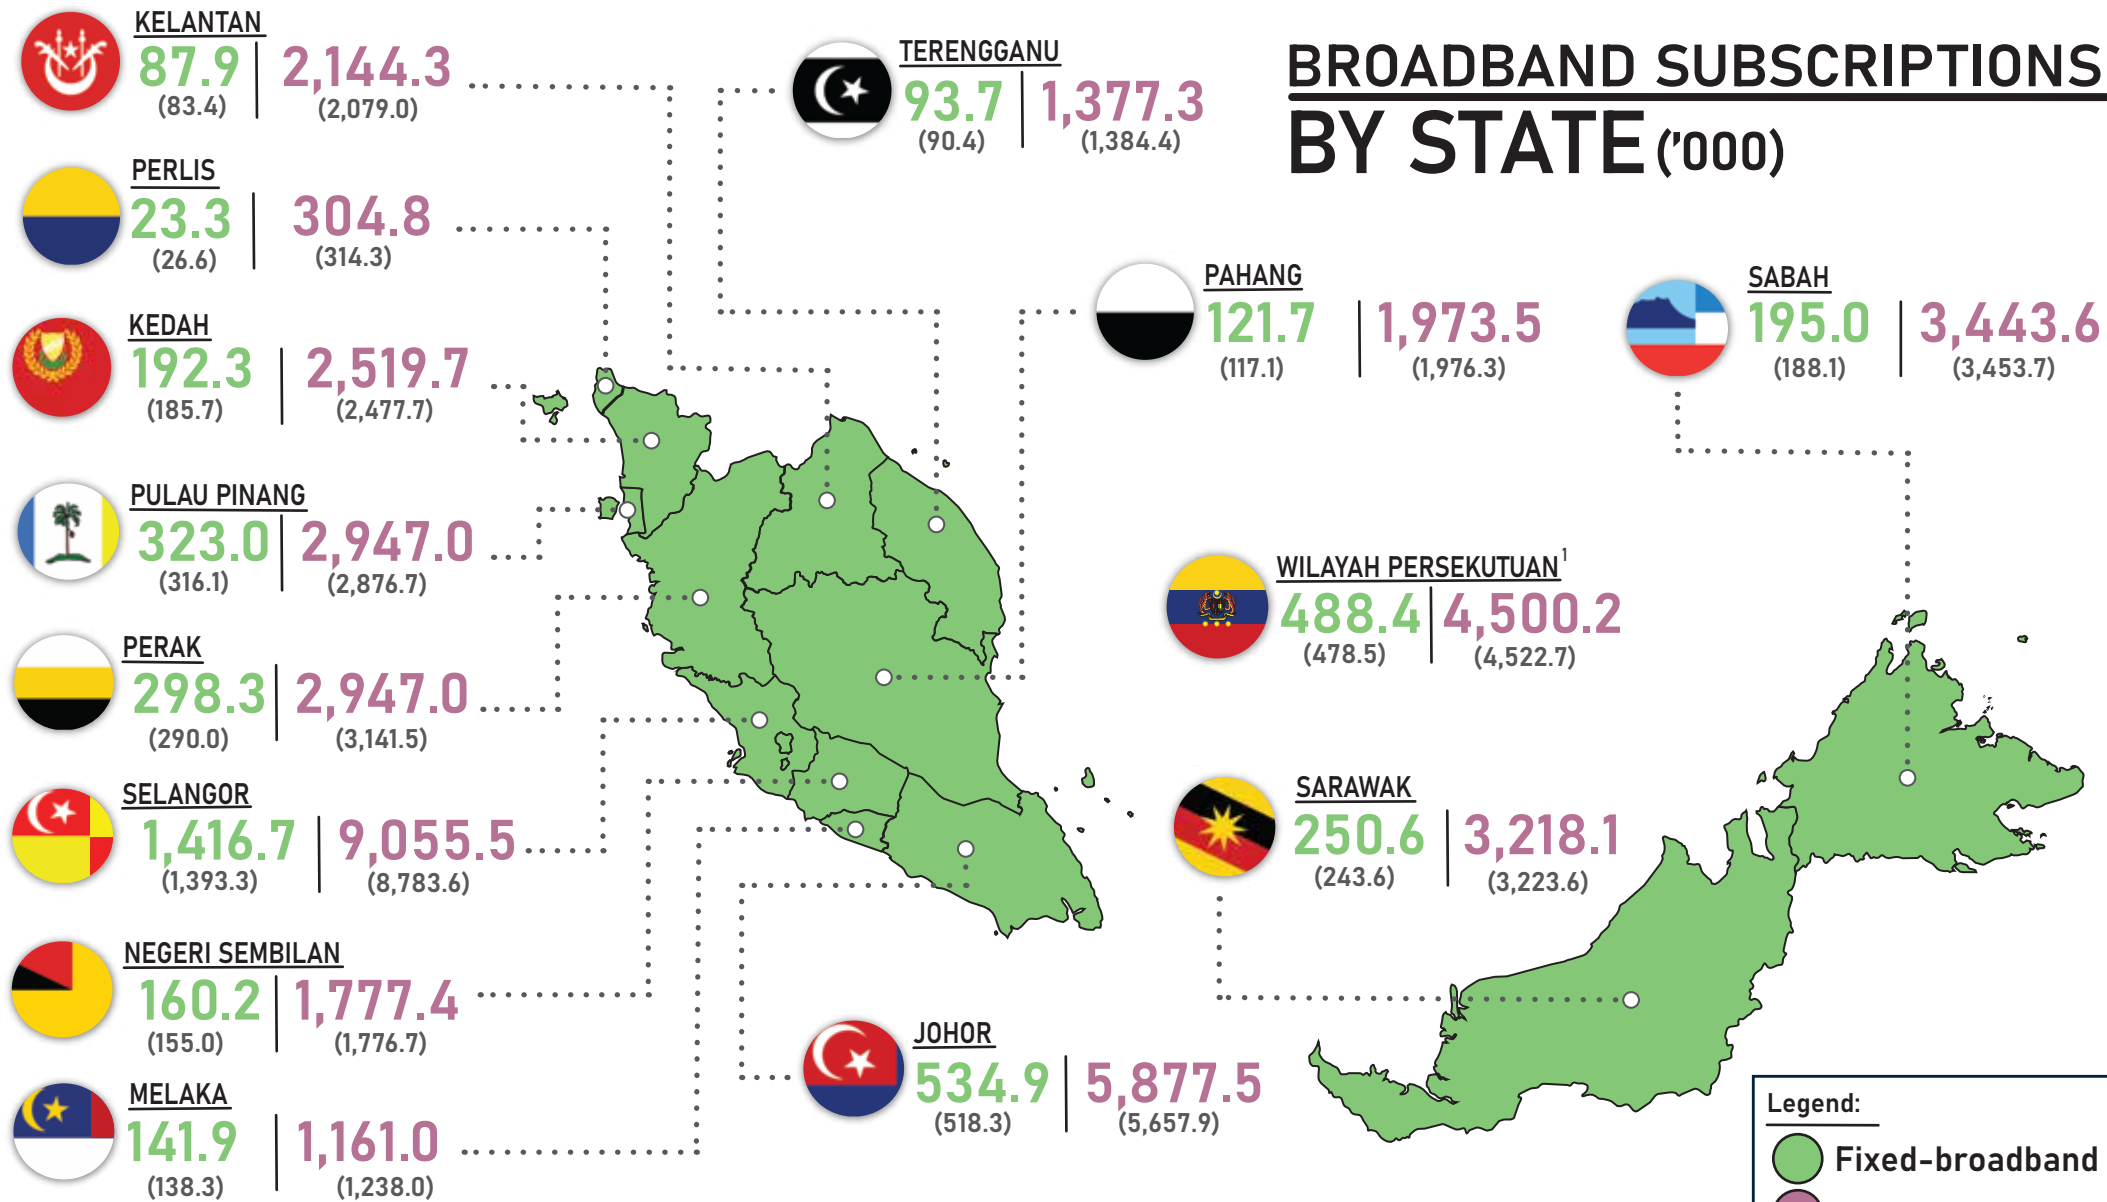 BROADBAND SUBSCRIPTIONS
BY STATE ('000)
KELANTAN
87.9 2,144.3
(83.4) (2,079.0)
PERLIS
23.3 304.8
(26.6) (314.3)
KEDAH
192.3 2,519.7
(185.7) (2,477.7)
PULAU PINANG
323.0 2,947.0
(316.1) (2,876.7)
PERAK
298.3 2,947.0
(290.0) (3,141.5)
SELANGOR
1,416.7 9,055.5
(1,393.3) (8,783.6)
NEGERI SEMBILAN
160.2 1,777.4
(155.0) (1,776.7)
MELAKA
141.9 1,161.0
(138.3) (1,238.0)
TERENGGANU
93.7 1,377.3
(90.4) (1,384.4)
PAHANG
121.7 1,973.5
(117.1) (1,976.3)
SABAH
195.0 3,443.6
(188.1) (3,453.7)
WILAYAH PERSEKUTUAN¹
488.4 4,500.2
(478.5) (4,522.7)
SARAWAK
250.6 3,218.1
(243.6) (3,223.6)
JOHOR
534.9 5,877.5
(518.3) (5,657.9)
Legend:
Fixed-broadband